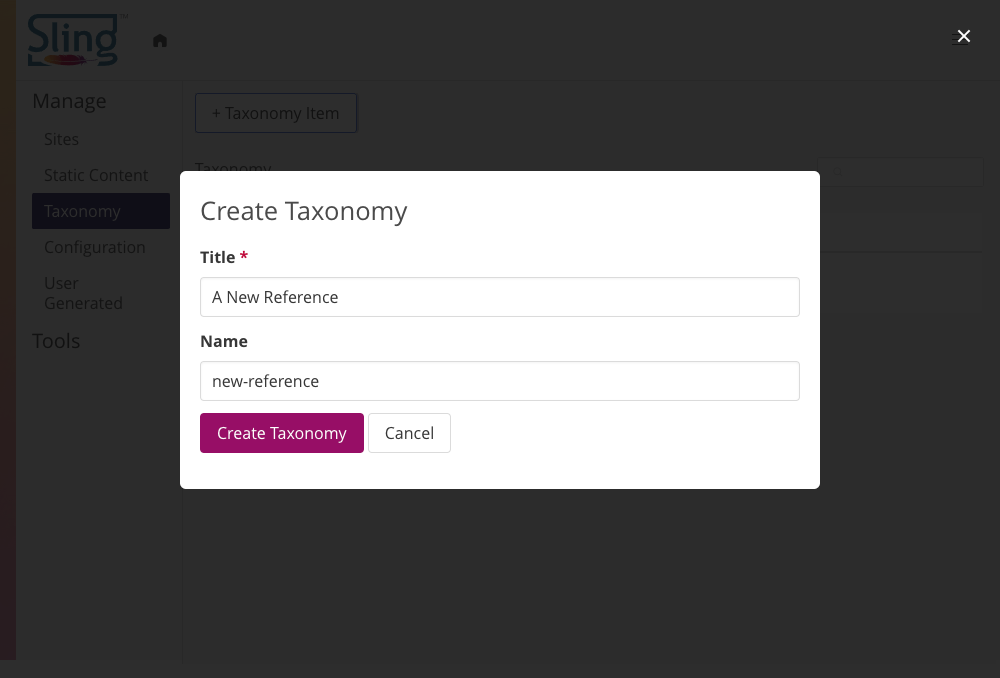 Sling™
Manage
Sites
Static Content
Taxonomy
Configuration
User
Generated
Tools
+ Taxonomy Item
Taxonomy
Create Taxonomy
Title *
A New Reference
Name
new-reference
Create Taxonomy
Cancel